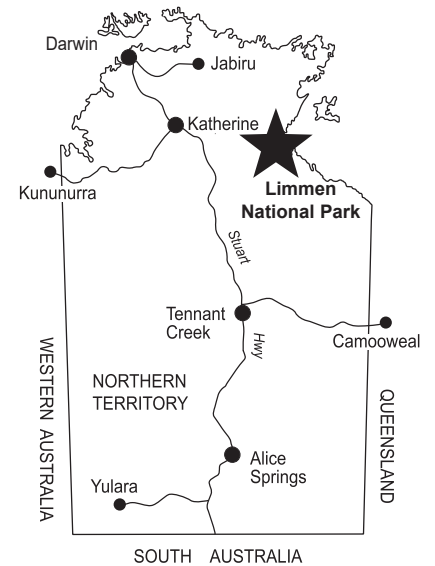 Darwin
Jabiru
Katherine
Kununurra
Limmen
National Park
Stuart
Tennant
Creek
Hwy
Camooweal
WESTERN AUSTRALIA
NORTHERN
TERRITORY
QUEENSLAND
Alice
Springs
Yulara
SOUTH AUSTRALIA